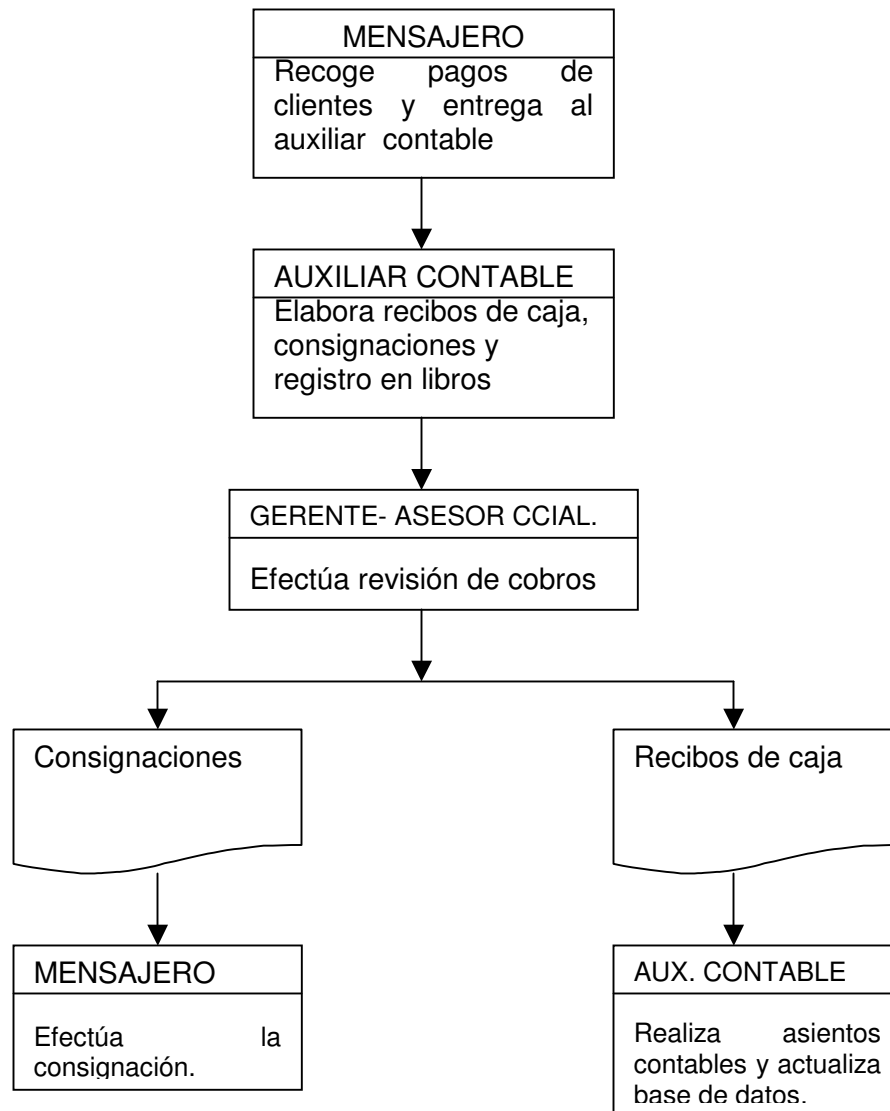 MENSAJERO
Recoge pagos de
clientes y entrega al
auxiliar contable
AUXILIAR CONTABLE
Elabora recibos de caja,
consignaciones y
registro en libros
GERENTE- ASESOR CCIAL.
Efectúa revisión de cobros
Consignaciones
Recibos de caja
MENSAJERO
Efectúa la
consignación.
AUX. CONTABLE
Realiza asientos
contables y actualiza
base de datos.